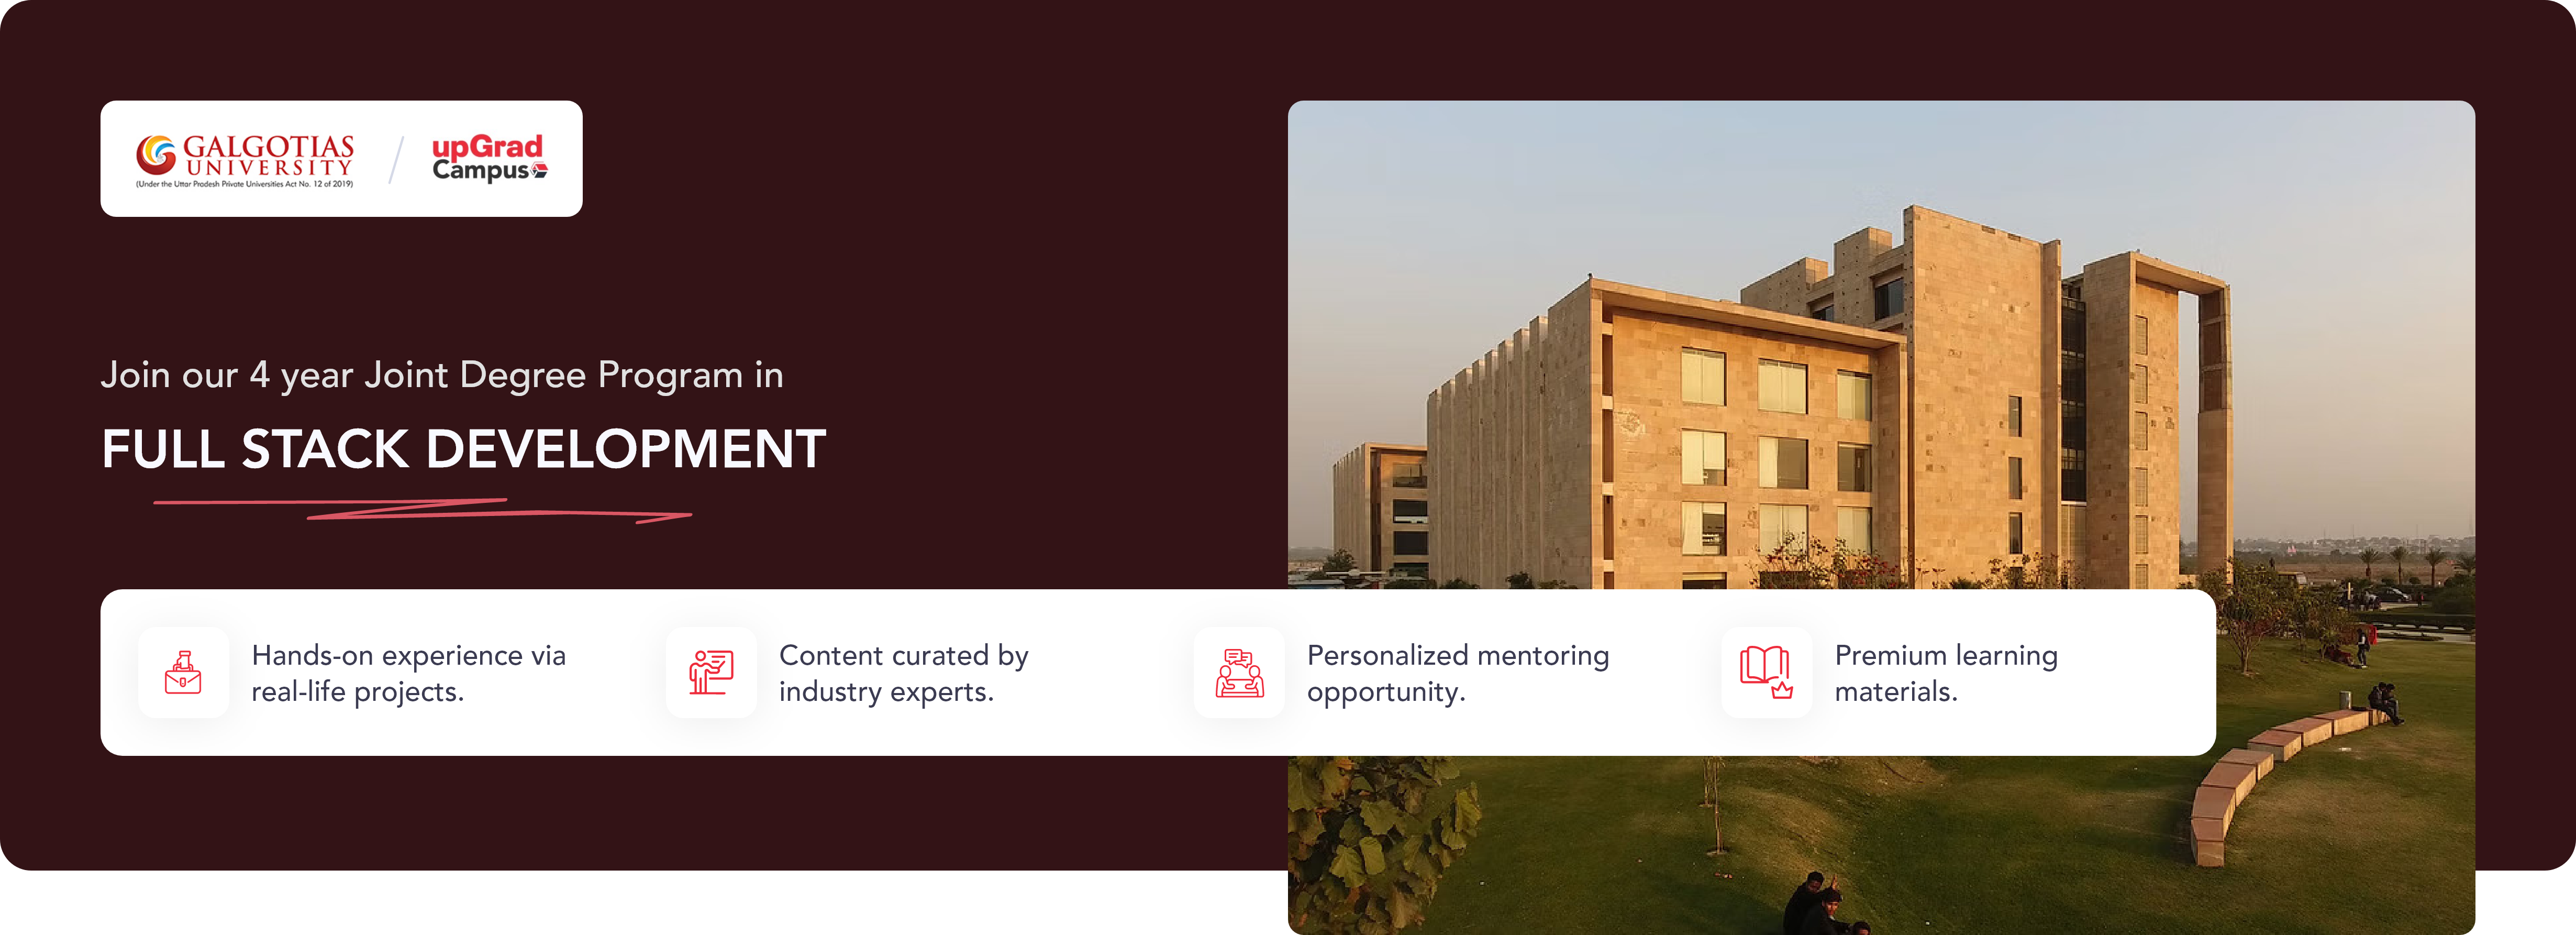 GALGOTIAS
UNIVERSITY
(Under the Uttar Pradesh Private Universities Act No. 12 of 2019)
upGrad
Campus
Join our 4 year Joint Degree Program in
FULL STACK DEVELOPMENT
Hands-on experience via
real-life projects.
Content curated by
industry experts.
Personalized mentoring
opportunity.
Premium learning
materials.